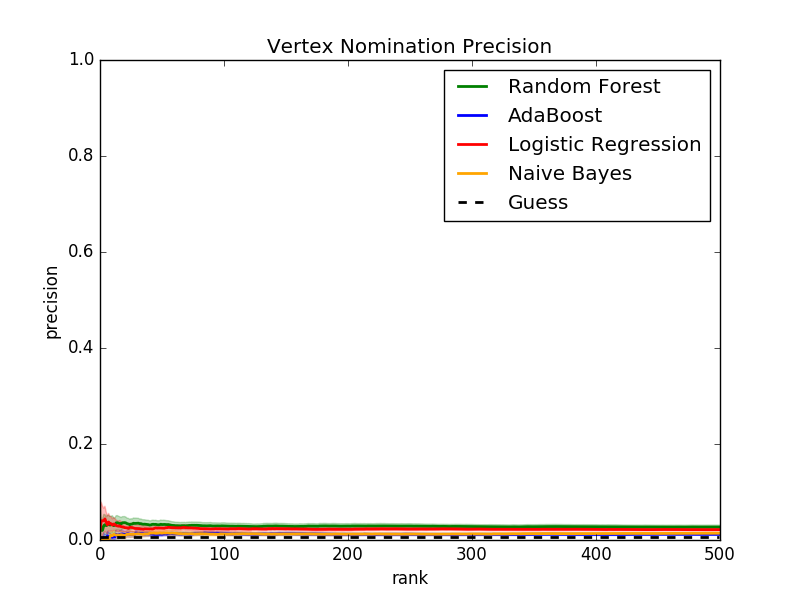 Vertex Nomination Precision
1.0
0.8
0.6
0.4
0.2
0.0
precision
Random Forest
AdaBoost
Logistic Regression
Naive Bayes
Guess
0 100 200 300 400 500
rank